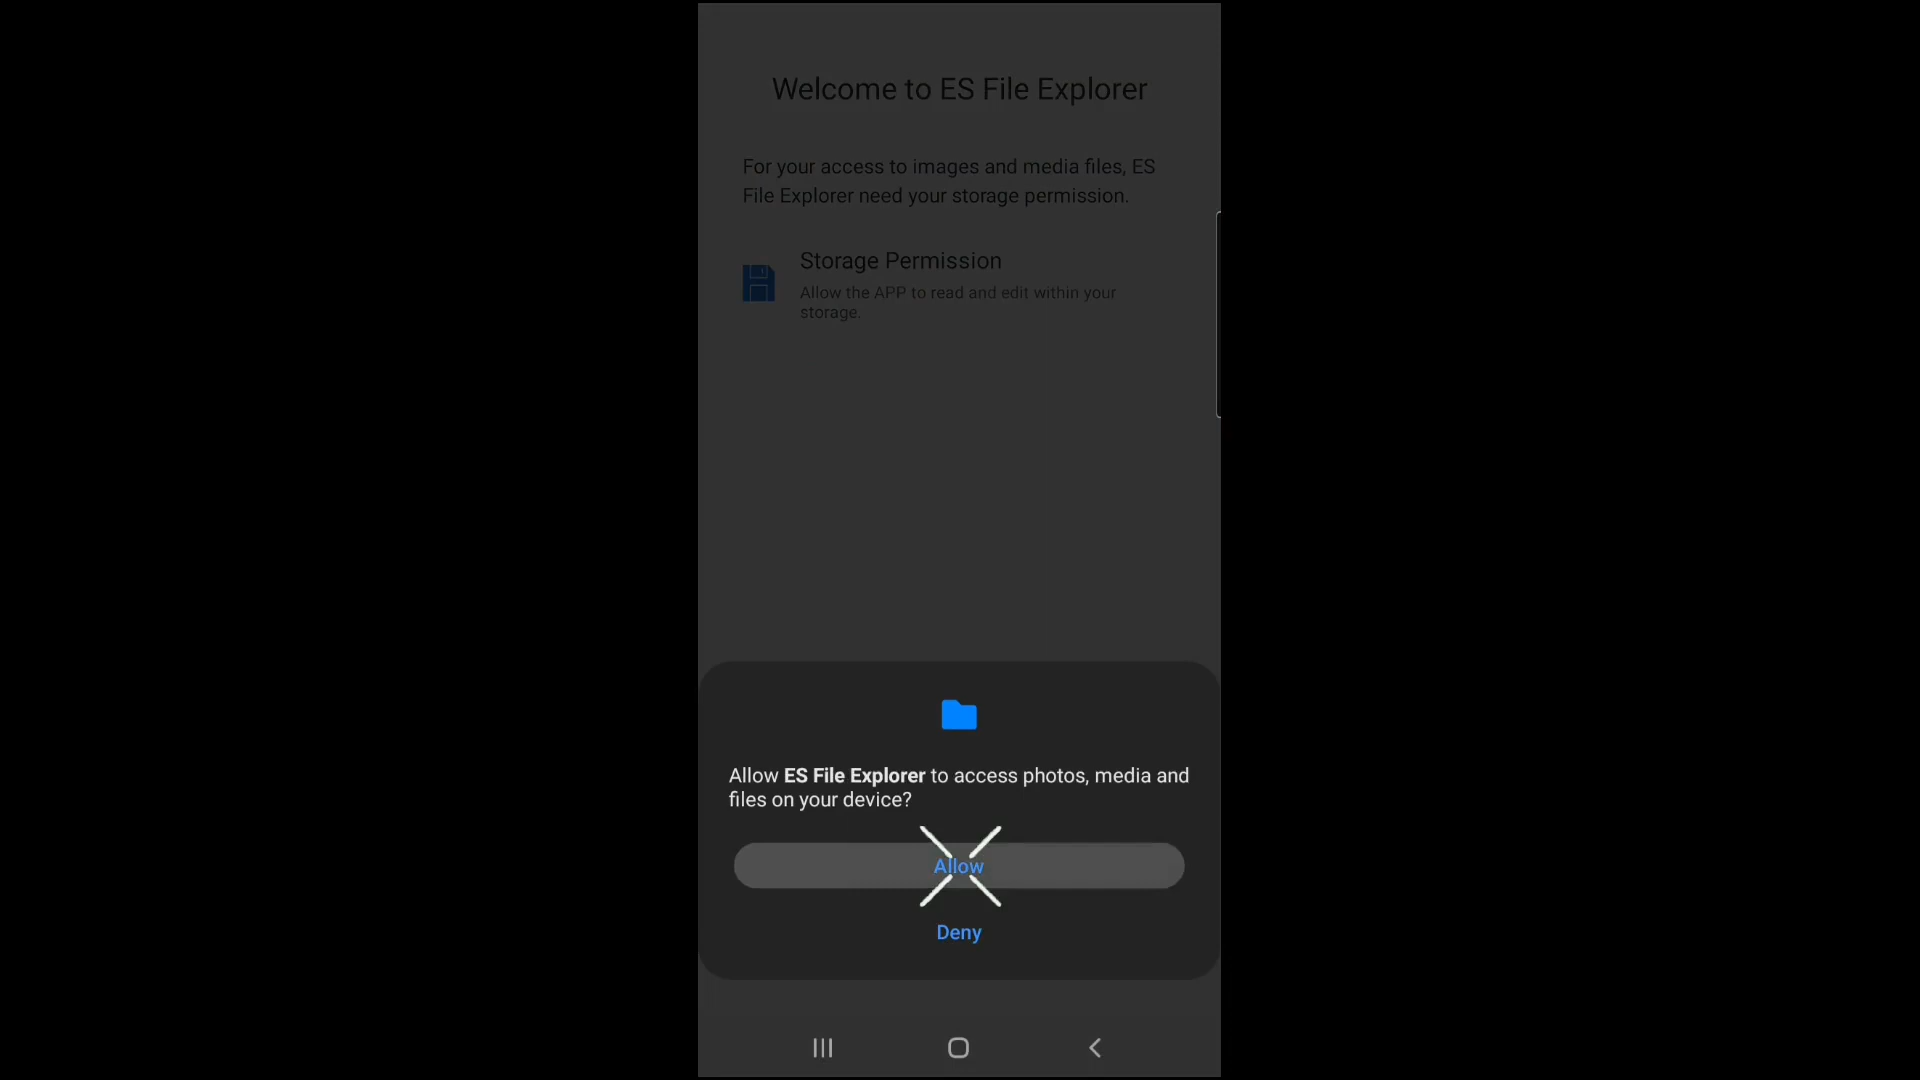 Welcome to ES File Explorer
For your access to images and media files, ES
File Explorer need your storage permission.
Storage Permission
Allow the APP to read and edit within your
storage.
Allow ES File Explorer to access photos, media and
files on your device?
Allow
Deny